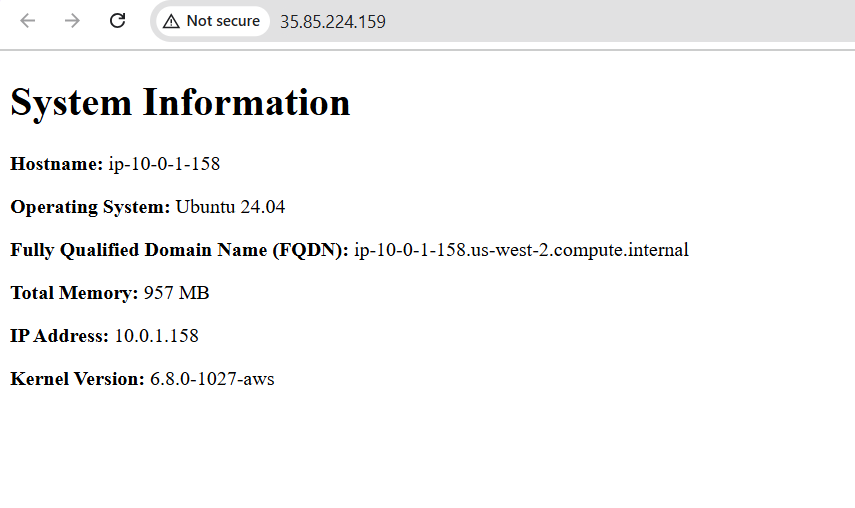 Not secure 35.85.224.159
System Information
Hostname: ip-10-0-1-158
Operating System: Ubuntu 24.04
Fully Qualified Domain Name (FQDN): ip-10-0-1-158.us-west-2.compute.internal
Total Memory: 957 MB
IP Address: 10.0.1.158
Kernel Version: 6.8.0-1027-aws